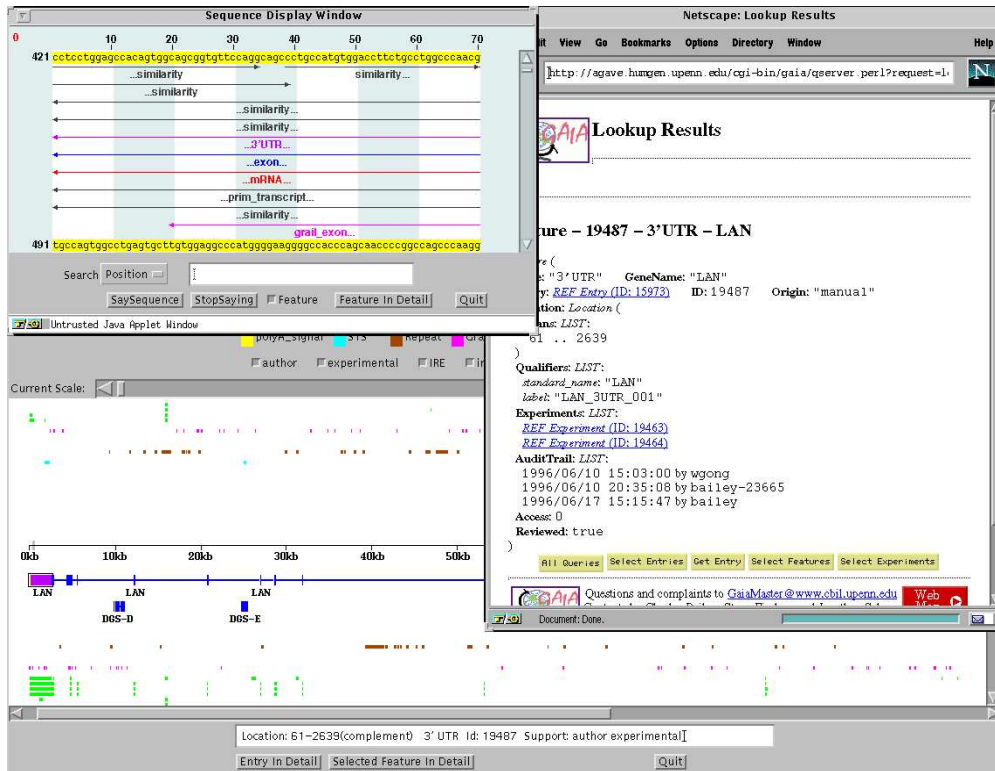 Sequence Display Window
0 10 20 30 40 50 60 70
421 cctcctggagccacagtggcagcggtgttccaggcagcccctgccatgtggaccttctgcctggcccaacg
...similarity... similarity...
...similarity...
...similarity...
...similarity...
...3'UTR...
...exon...
...mRNA...
...prim_transcript...
...similarity...
grail_exon...
491 tgccagtggcctgagtgcttgtggaggcccatggggaaggggccacccagcaaccccggccagcccaagg
Search Position
SaySequence StopSaying Feature Feature In Detail Quit
Untrusted Java Applet Window
Netscape: Lookup Results
View Go Bookmarks Options Directory Window Help
http://agave.humgen.upenn.edu/cgi-bin/gaia/qserver.perl?request=l
N
GAIA Lookup Results
ture – 19487 – 3'UTR – LAN
"3'UTR" GeneName: "LAN"
REF Entry (ID: 15973) ID: 19487 Origin: "manual"
Location (
LIST:
61 .. 2639
)
Qualifiers: LIST:
standard_name: "LAN"
label: "LAN_3UTR_001"
Experiments: LIST:
REF Experiment (ID: 19463)
REF Experiment (ID: 19464)
AuditTrail: LIST:
1996/06/10 15:03:00 by wgong
1996/06/10 20:35:08 by bailey-23665
1996/06/17 15:15:47 by bailey
Access: 0
Reviewed: true
)
All Queries Select Entries Get Entry Select Features Select Experiments
GAIA Questions and complaints to GaiaMaster@www.cbil.upenn.edu Web
Document: Done.
polyA_signal STS Repeat
author experimental IRE
Current Scale:
0kb 10kb 20kb 30kb 40kb 50kb
LAN LAN LAN
DGS-D DGS-E
Location: 61-2639(complement) 3' UTR Id: 19487 Support: author experimental
Entry In Detail Selected Feature In Detail Quit